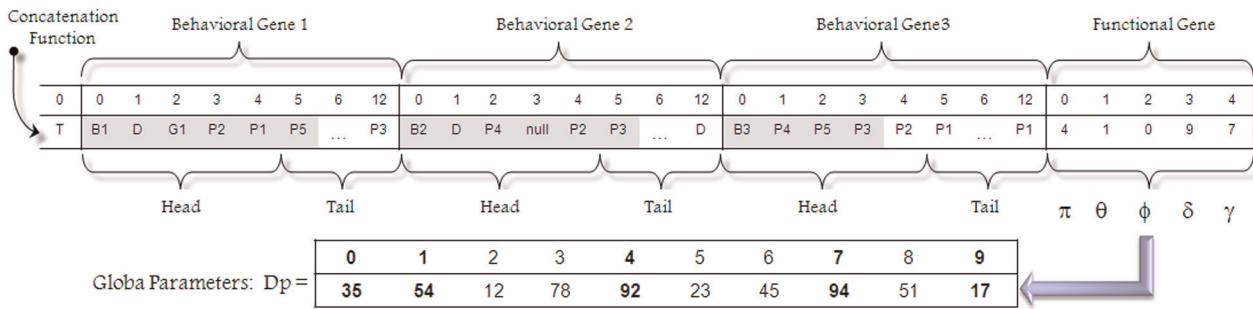 Concatenation Function
Behavioral Gene 1 Behavioral Gene 2 Behavioral Gene3 Functional Gene
0 0 1 2 3 4 5 6 12 0 1 2 3 4 5 6 12 0 1 2 3 4 5 6 12 0 1 2 3 4
T B1 D G1 P2 P1 P5 ... P3 B2 D P4 null P2 P3 ... D B3 P4 P5 P3 P2 P1 ... P1 4 1 0 9 7
Head Tail Head Tail Head Tail π θ ϕ δ γ
0 1 2 3 4 5 6 7 8 9
Globa Parameters: Dp = 35 54 12 78 92 23 45 94 51 17